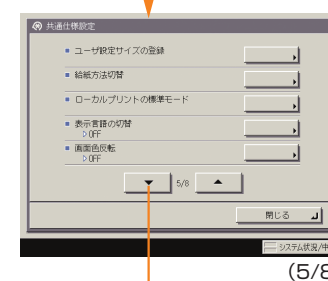 共通仕様設定
■ ユーザ設定サイズの登録
■ 給紙方法切替
■ ローカルプリントの標準モード
■ 表示言語の切替
▷ OFF
■ 画面色反転
▷ OFF
▼ 5/8 ▲
閉じる
システム状況/中
(5/8